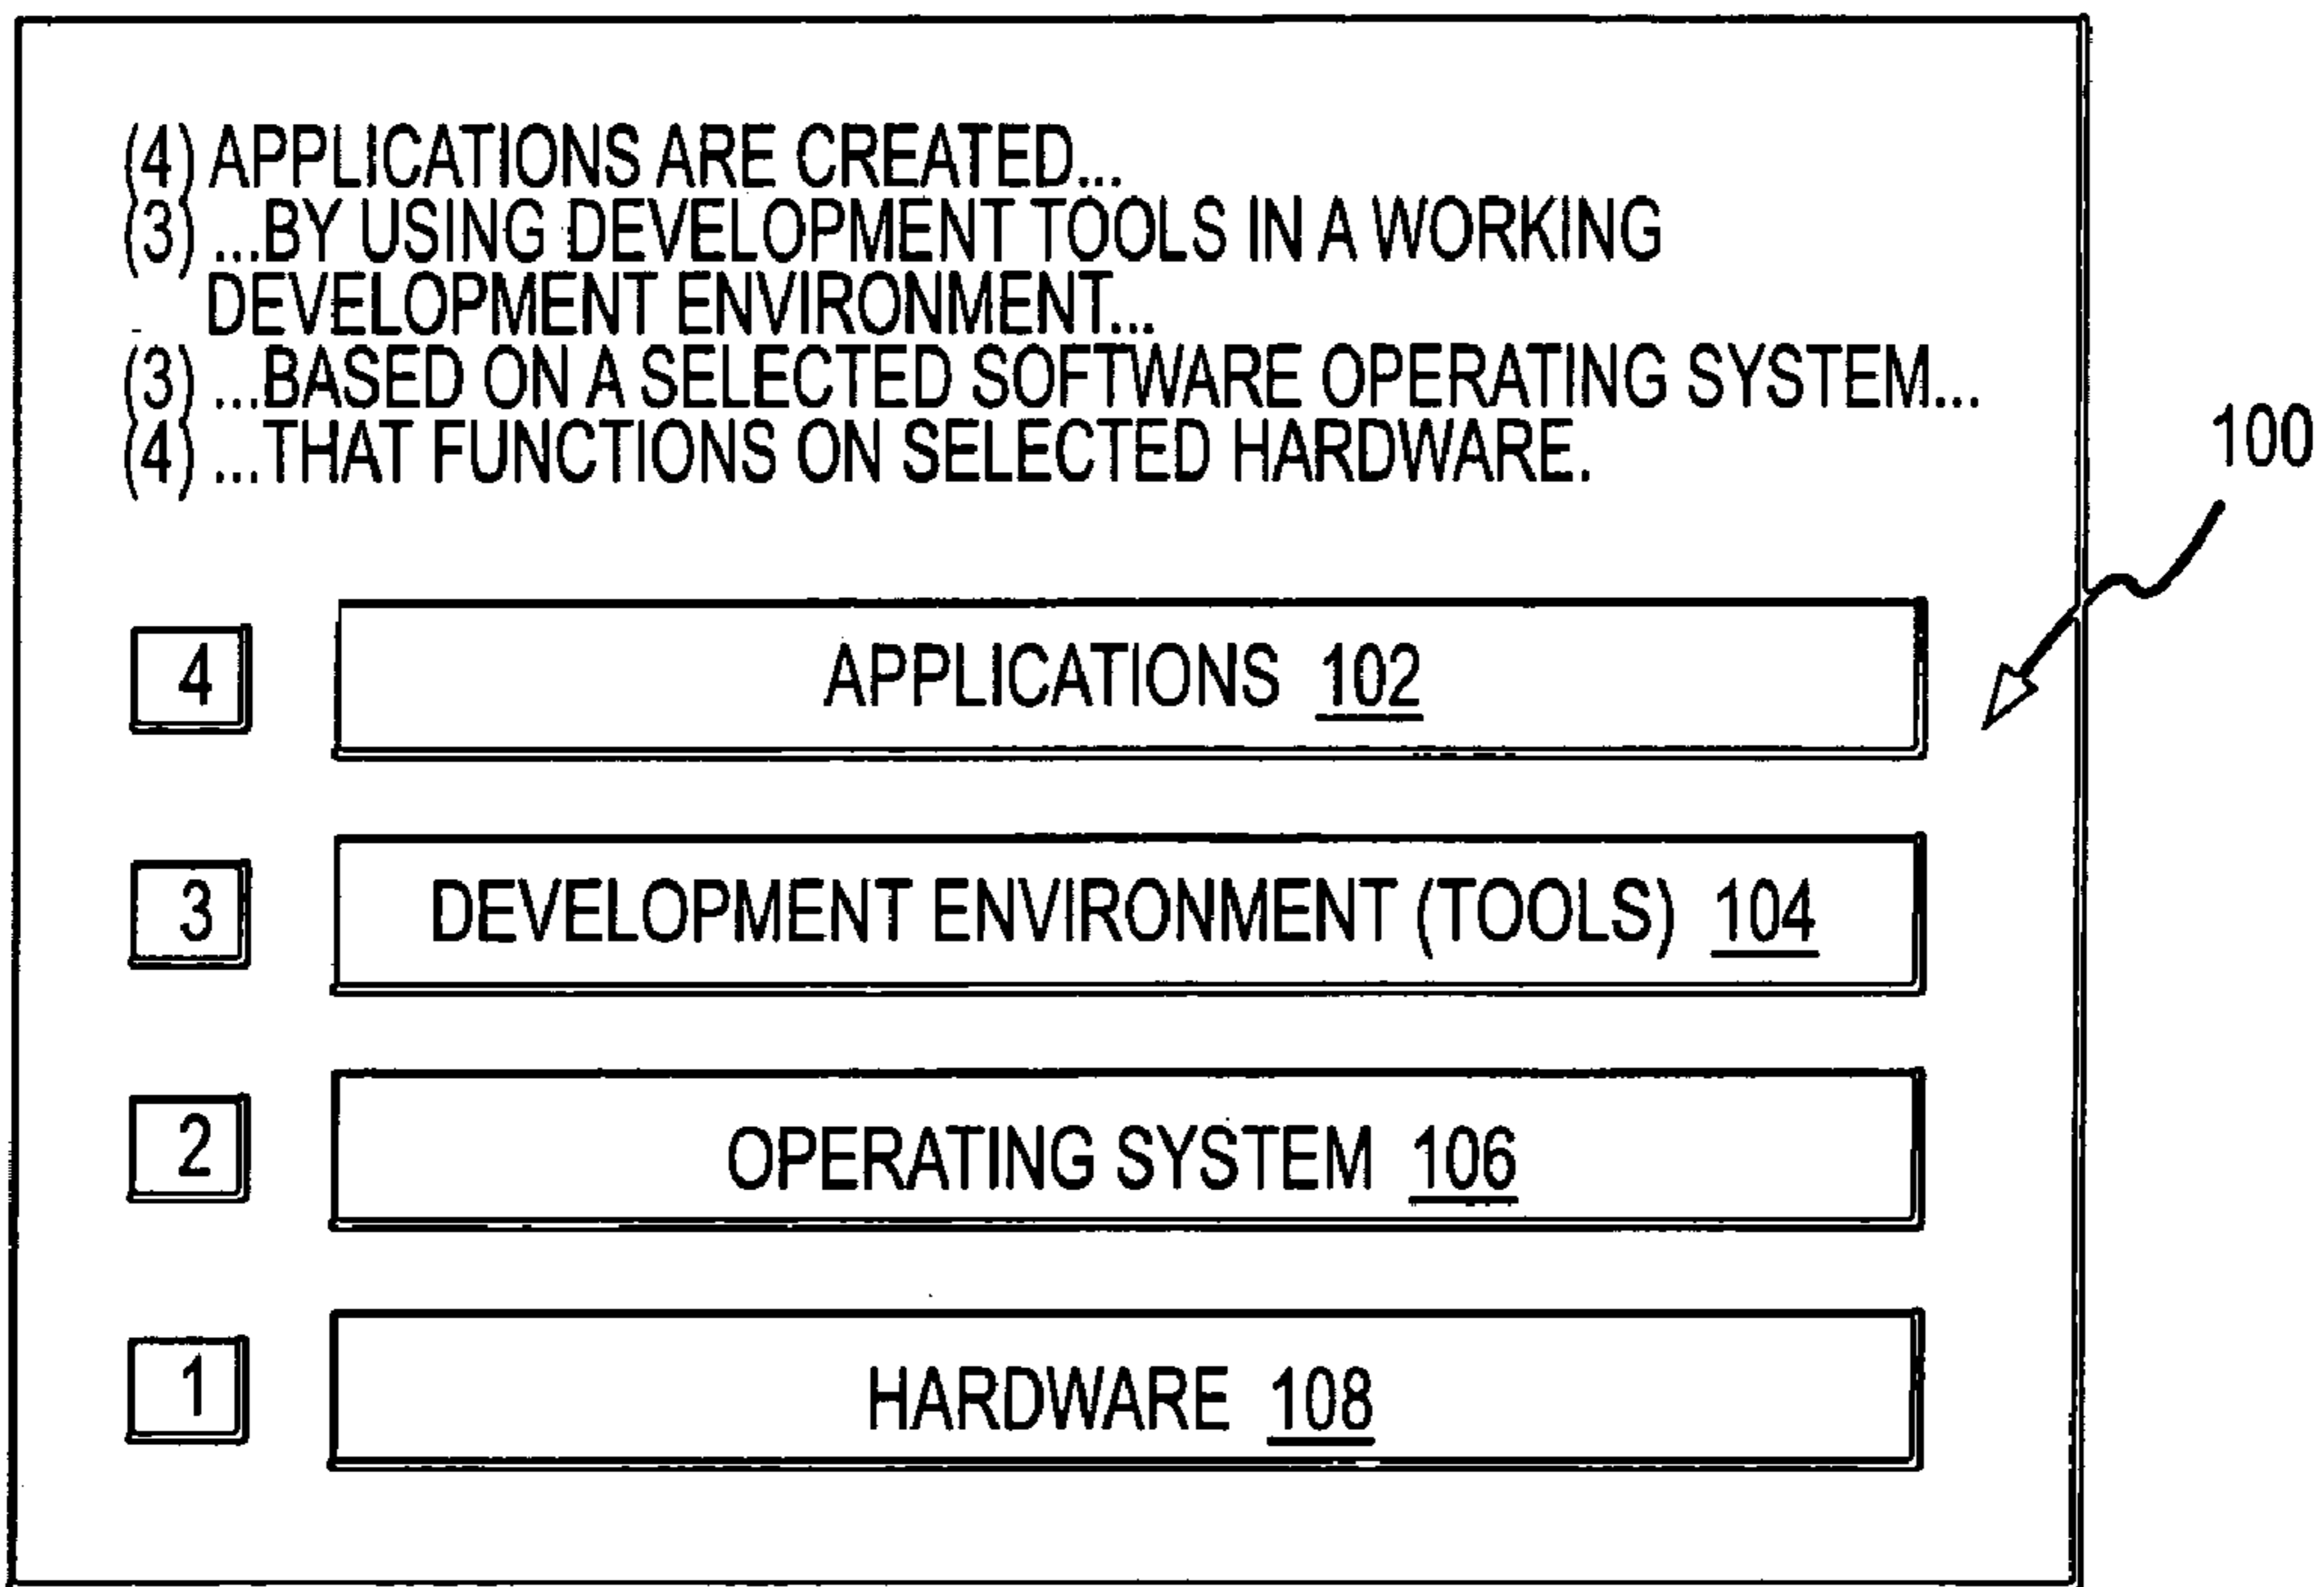 (4) APPLICATIONS ARE CREATED...
(3) ...BY USING DEVELOPMENT TOOLS IN A WORKING
DEVELOPMENT ENVIRONMENT...
(3) ...BASED ON A SELECTED SOFTWARE OPERATING SYSTEM...
(4) ...THAT FUNCTIONS ON SELECTED HARDWARE.
100
4 APPLICATIONS 102
3 DEVELOPMENT ENVIRONMENT (TOOLS) 104
2 OPERATING SYSTEM 106
1 HARDWARE 108